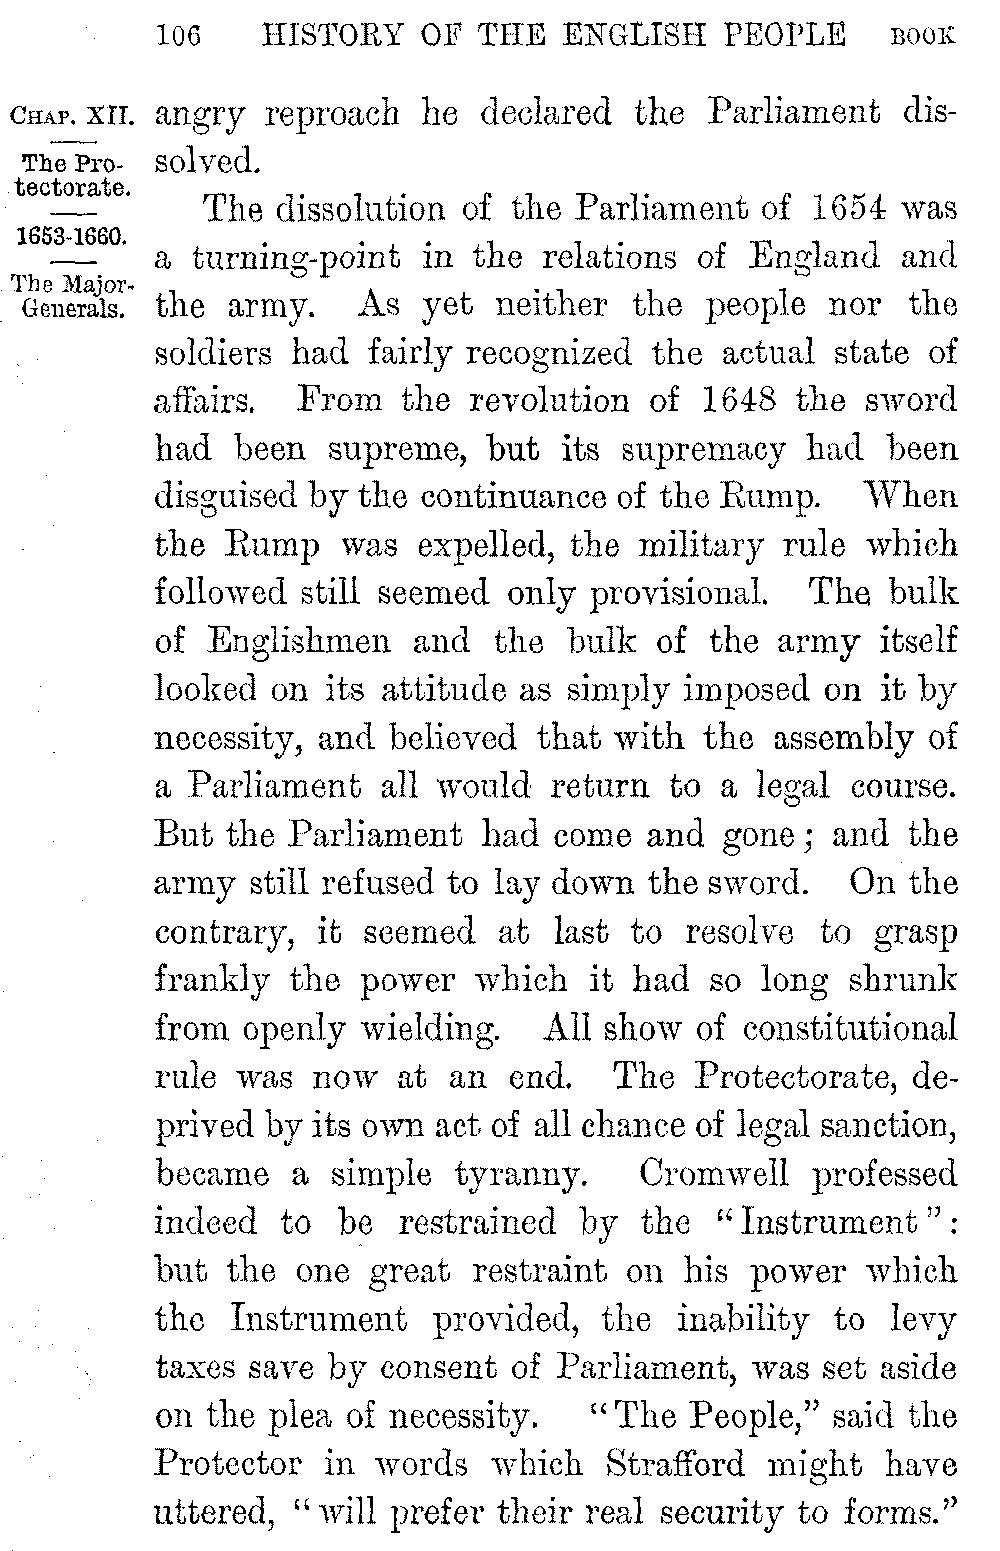 106 HISTORY OF THE ENGLISH PEOPLE BOOK
CHAP. XII.
The Pro-
tectorate.
1653-1660.
The Major-
Generals.
angry reproach he declared the Parliament dis-
solved.
The dissolution of the Parliament of 1654 was
a turning-point in the relations of England and
the army. As yet neither the people nor the
soldiers had fairly recognized the actual state of
affairs. From the revolution of 1648 the sword
had been supreme, but its supremacy had been
disguised by the continuance of the Rump. When
the Rump was expelled, the military rule which
followed still seemed only provisional. The bulk
of Englishmen and the bulk of the army itself
looked on its attitude as simply imposed on it by
necessity, and believed that with the assembly of
a Parliament all would return to a legal course.
But the Parliament had come and gone; and the
army still refused to lay down the sword. On the
contrary, it seemed at last to resolve to grasp
frankly the power which it had so long shrunk
from openly wielding. All show of constitutional
rule was now at an end. The Protectorate, de-
prived by its own act of all chance of legal sanction,
became a simple tyranny. Cromwell professed
indeed to be restrained by the "Instrument":
but the one great restraint on his power which
the Instrument provided, the inability to levy
taxes save by consent of Parliament, was set aside
on the plea of necessity. "The People," said the
Protector in words which Strafford might have
uttered, "will prefer their real security to forms."